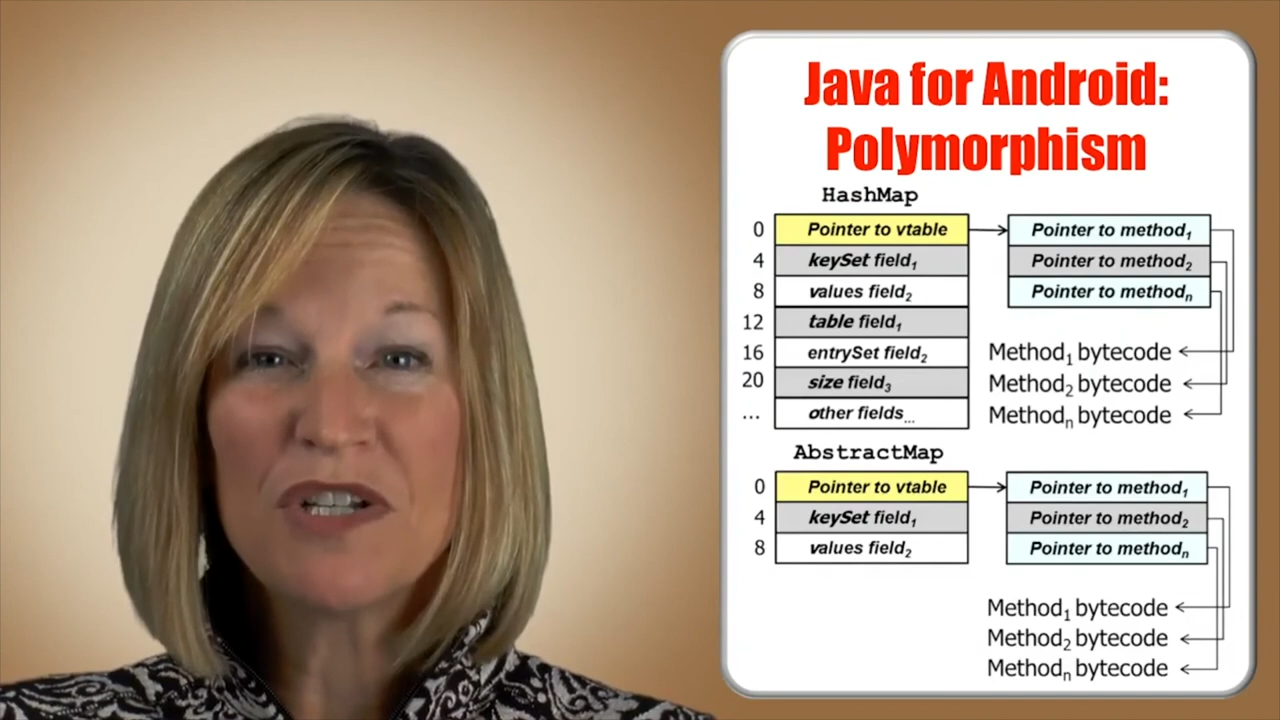 Java for Android:
Polymorphism
HashMap
0 Pointer to vtable
4 keySet field₁
8 values field₂
12 table field₁
16 entrySet field₂
20 size field₃
... other fields...
Pointer to method₁
Pointer to method₂
Pointer to methodₙ
Method₁ bytecode
Method₂ bytecode
Methodₙ bytecode
AbstractMap
0 Pointer to vtable
4 keySet field₁
8 values field₂
Pointer to method₁
Pointer to method₂
Pointer to methodₙ
Method₁ bytecode
Method₂ bytecode
Methodₙ bytecode